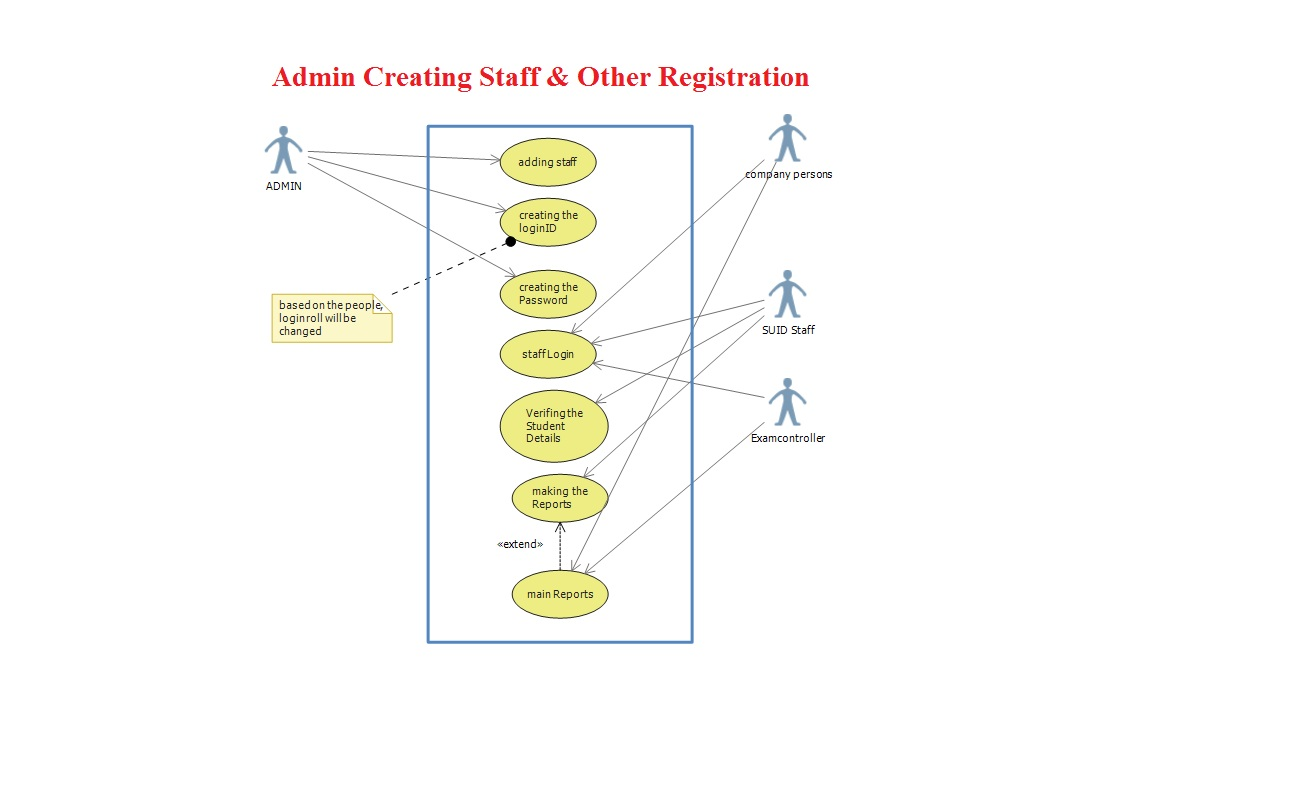 Admin Creating Staff & Other Registration
ADMIN
company persons
adding staff
creating the
loginID
creating the
Password
based on the people,
login roll will be
changed
staff Login
SUID Staff
Verifing the
Student
Details
Examcontroller
making the
Reports
«extend»
main Reports